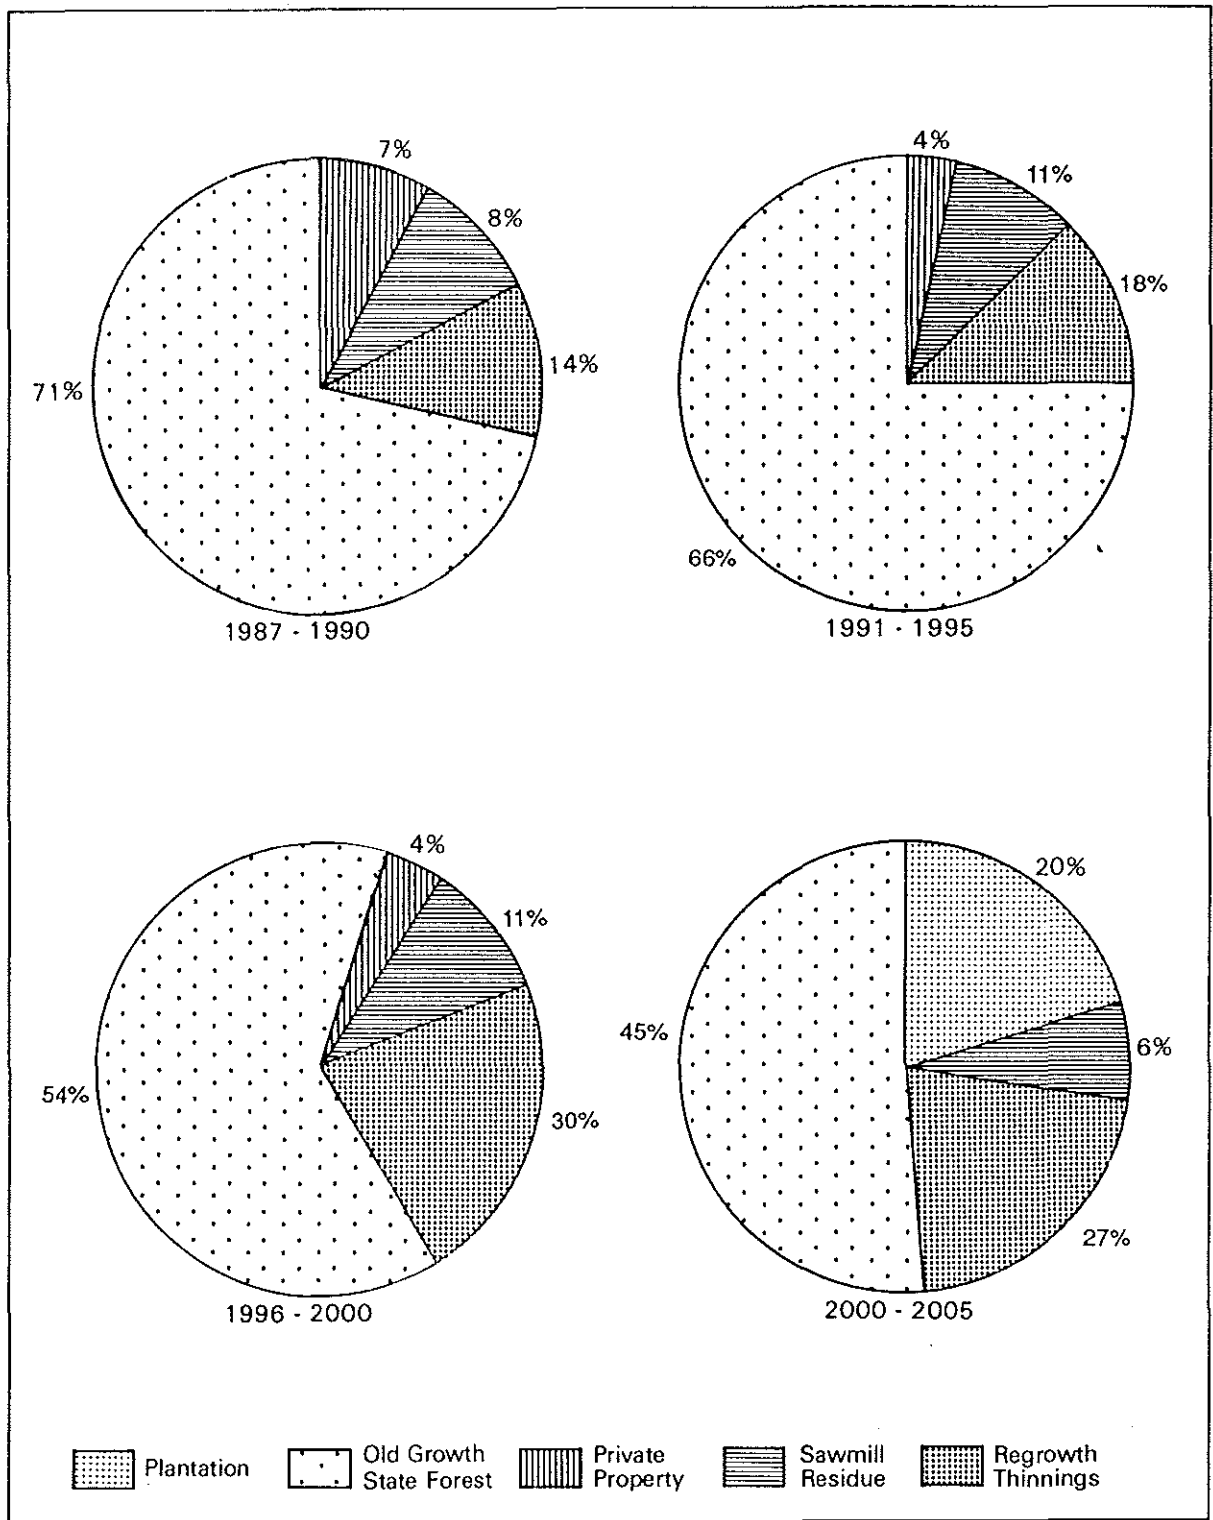 7%
8%
14%
71%
1987 - 1990
4%
11%
18%
66%
1991 - 1995
4%
11%
30%
54%
1996 - 2000
20%
6%
27%
45%
2000 - 2005
Plantation
Old Growth
State Forest
Private
Property
Sawmill
Residue
Regrowth
Thinnings